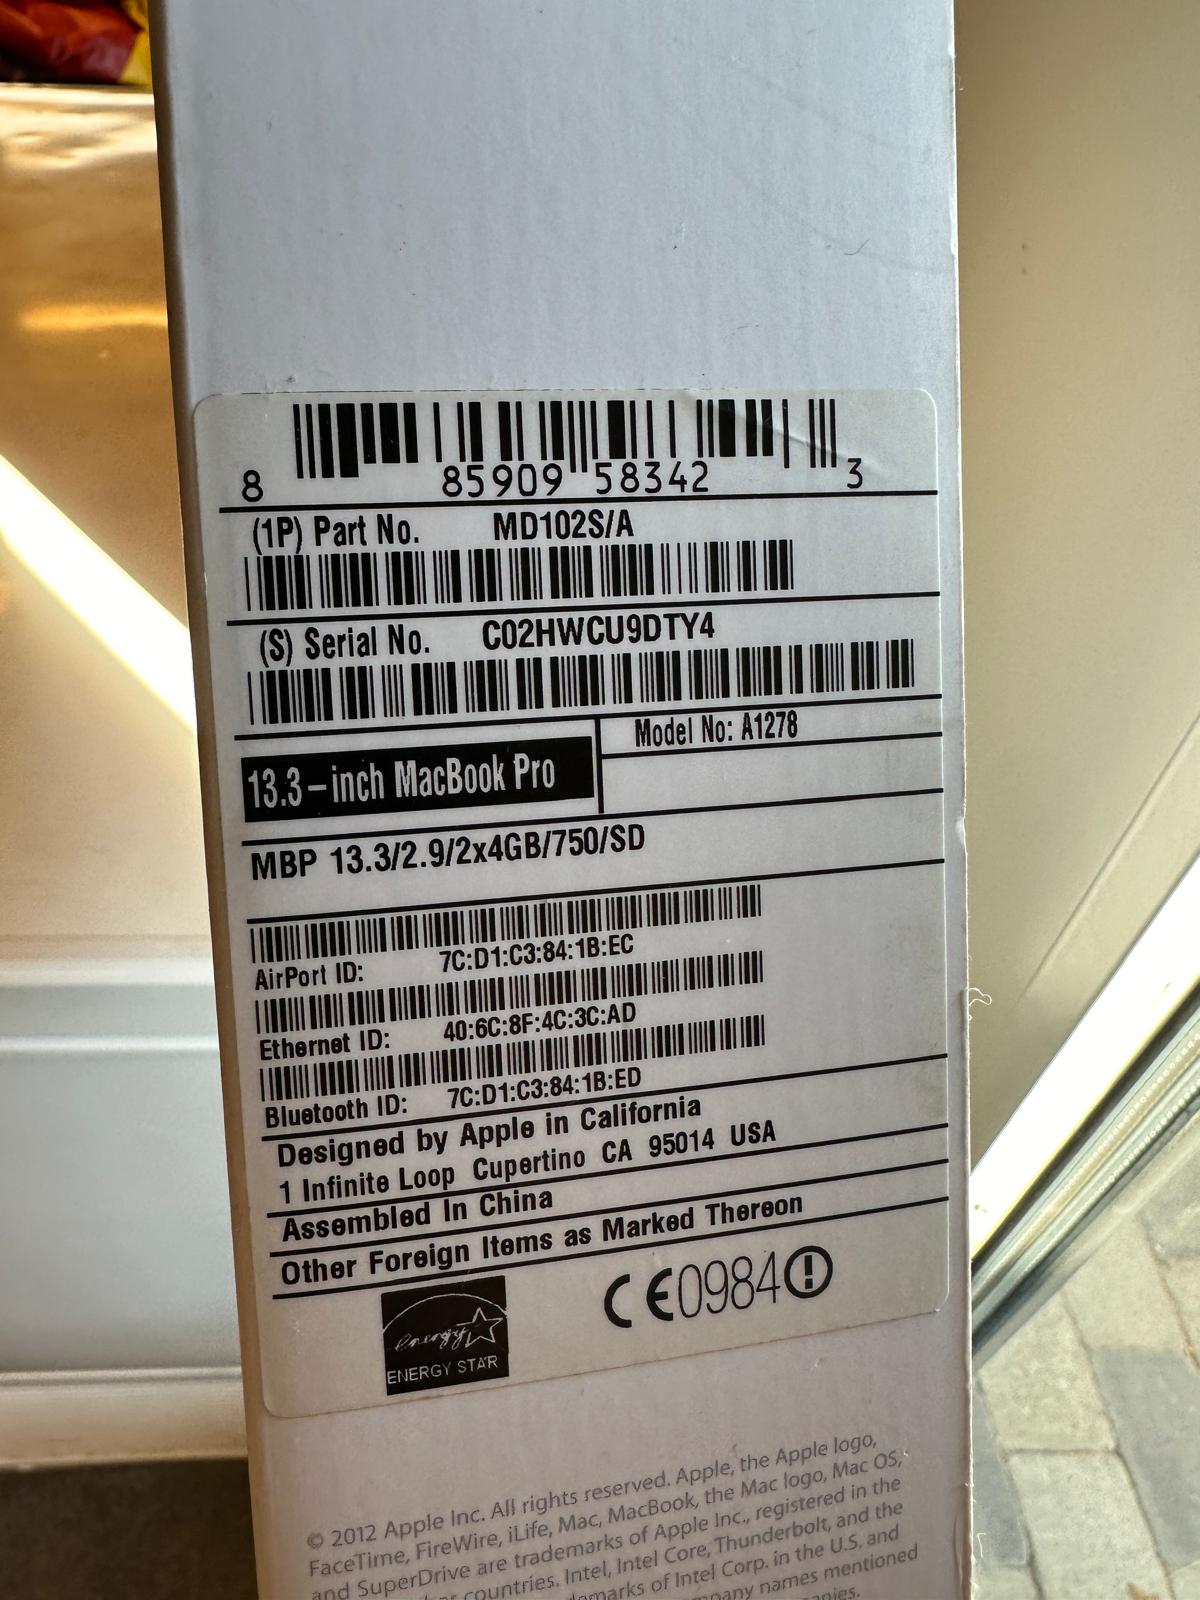 8 85909 58342 3
(1P) Part No. MD102S/A
(S) Serial No. C02HWCU9DTY4
13.3-inch MacBook Pro
Model No: A1278
MBP 13.3/2.9/2x4GB/750/SD
AirPort ID: 7C:D1:C3:84:1B:EC
Ethernet ID: 40:6C:8F:4C:3C:AD
Bluetooth ID: 7C:D1:C3:84:1B:ED
Designed by Apple in California
1 Infinite Loop Cupertino CA 95014 USA
Assembled In China
Other Foreign Items as Marked Thereon
energy
ENERGY STAR
CE0984
© 2012 Apple Inc. All rights reserved. Apple, the Apple logo,
FaceTime, FireWire, iLife, Mac, MacBook, the Mac logo, Mac OS,
and SuperDrive are trademarks of Apple Inc., registered in the
countries. Intel, Intel Core, Thunderbolt, and the
of Intel Corp. in the U.S. and
names mentioned